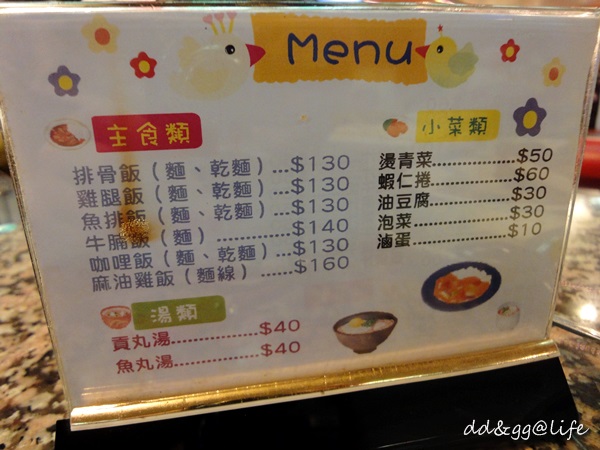 Menu
主食類
排骨飯（麵、乾麵）...$130
雞腿飯（麵、乾麵）...$130
魚排飯（麵、乾麵）...$130
牛腩飯（麵）............$140
咖哩飯（麵、乾麵）...$130
麻油雞飯（麵線）......$160
湯類
貢丸湯...............$40
魚丸湯...............$40
小菜類
燙青菜...............$50
蝦仁捲...............$60
油豆腐...............$30
泡菜..................$30
滷蛋..................$10
dd&gg@life